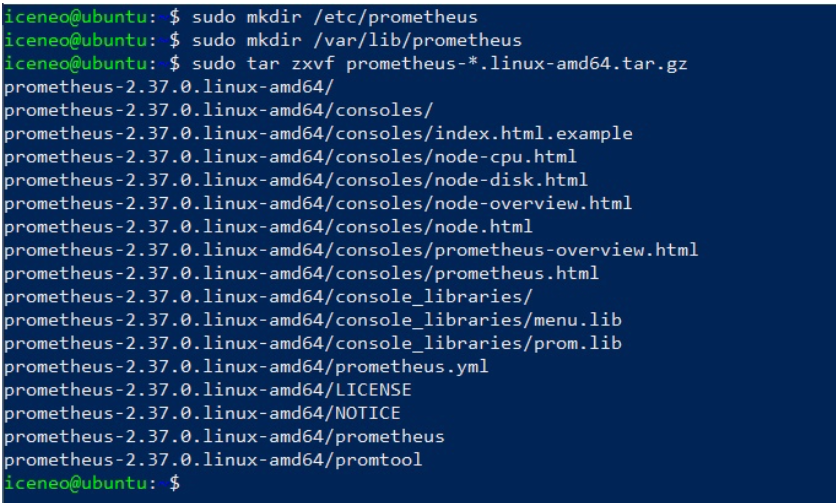 iceneo@ubuntu:~$ sudo mkdir /etc/prometheus
iceneo@ubuntu:~$ sudo mkdir /var/lib/prometheus
iceneo@ubuntu:~$ sudo tar zxvf prometheus-*.linux-amd64.tar.gz
prometheus-2.37.0.linux-amd64/
prometheus-2.37.0.linux-amd64/consoles/
prometheus-2.37.0.linux-amd64/consoles/index.html.example
prometheus-2.37.0.linux-amd64/consoles/node-cpu.html
prometheus-2.37.0.linux-amd64/consoles/node-disk.html
prometheus-2.37.0.linux-amd64/consoles/node-overview.html
prometheus-2.37.0.linux-amd64/consoles/node.html
prometheus-2.37.0.linux-amd64/consoles/prometheus-overview.html
prometheus-2.37.0.linux-amd64/consoles/prometheus.html
prometheus-2.37.0.linux-amd64/console_libraries/
prometheus-2.37.0.linux-amd64/console_libraries/menu.lib
prometheus-2.37.0.linux-amd64/console_libraries/prom.lib
prometheus-2.37.0.linux-amd64/prometheus.yml
prometheus-2.37.0.linux-amd64/LICENSE
prometheus-2.37.0.linux-amd64/NOTICE
prometheus-2.37.0.linux-amd64/prometheus
prometheus-2.37.0.linux-amd64/promtool
iceneo@ubuntu:~$